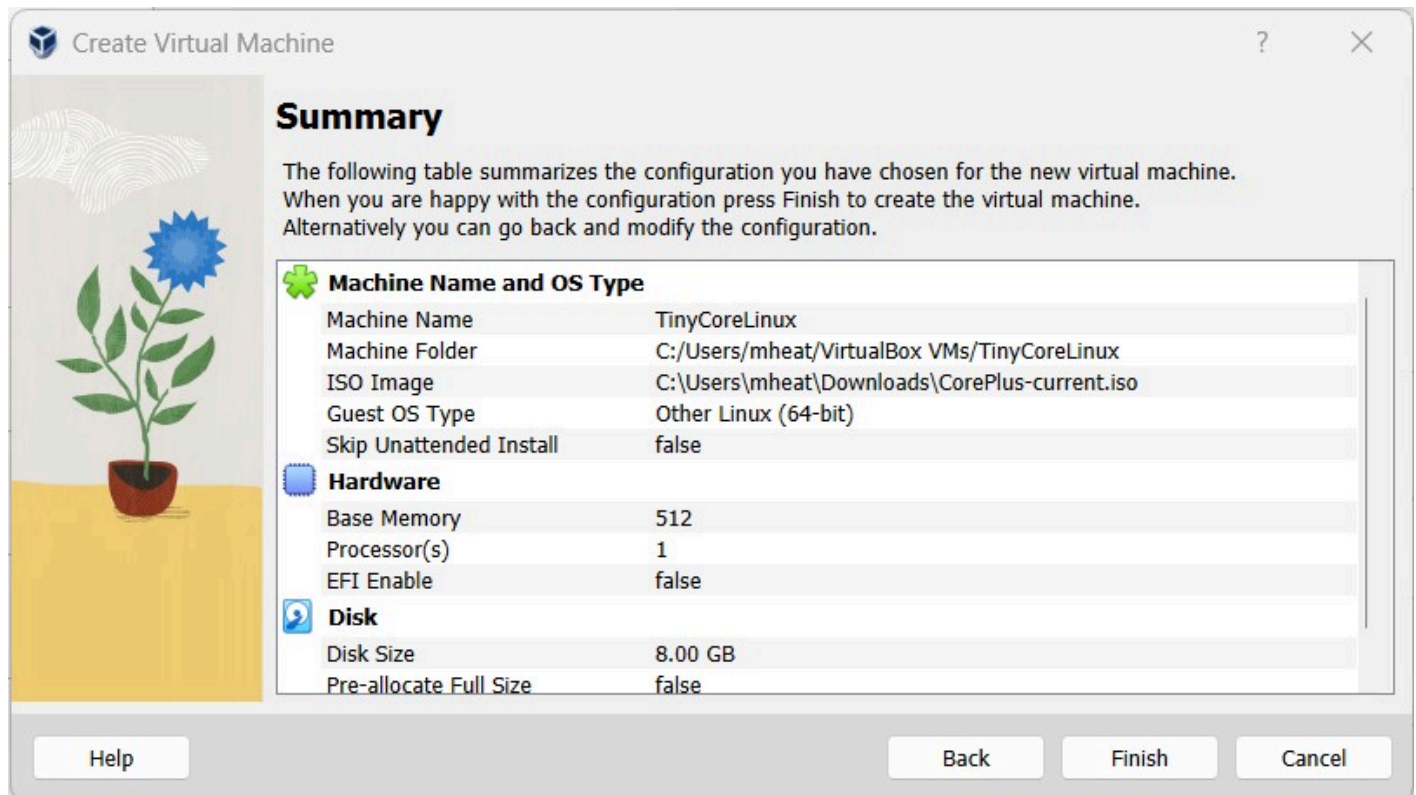 Create Virtual Machine
Summary
The following table summarizes the configuration you have chosen for the new virtual machine.
When you are happy with the configuration press Finish to create the virtual machine.
Alternatively you can go back and modify the configuration.
Machine Name and OS Type
Machine Name TinyCoreLinux
Machine Folder C:/Users/mheat/VirtualBox VMs/TinyCoreLinux
ISO Image C:\Users\mheat\Downloads\CorePlus-current.iso
Guest OS Type Other Linux (64-bit)
Skip Unattended Install false
Hardware
Base Memory 512
Processor(s) 1
EFI Enable false
Disk
Disk Size 8.00 GB
Pre-allocate Full Size false
Help Back Finish Cancel